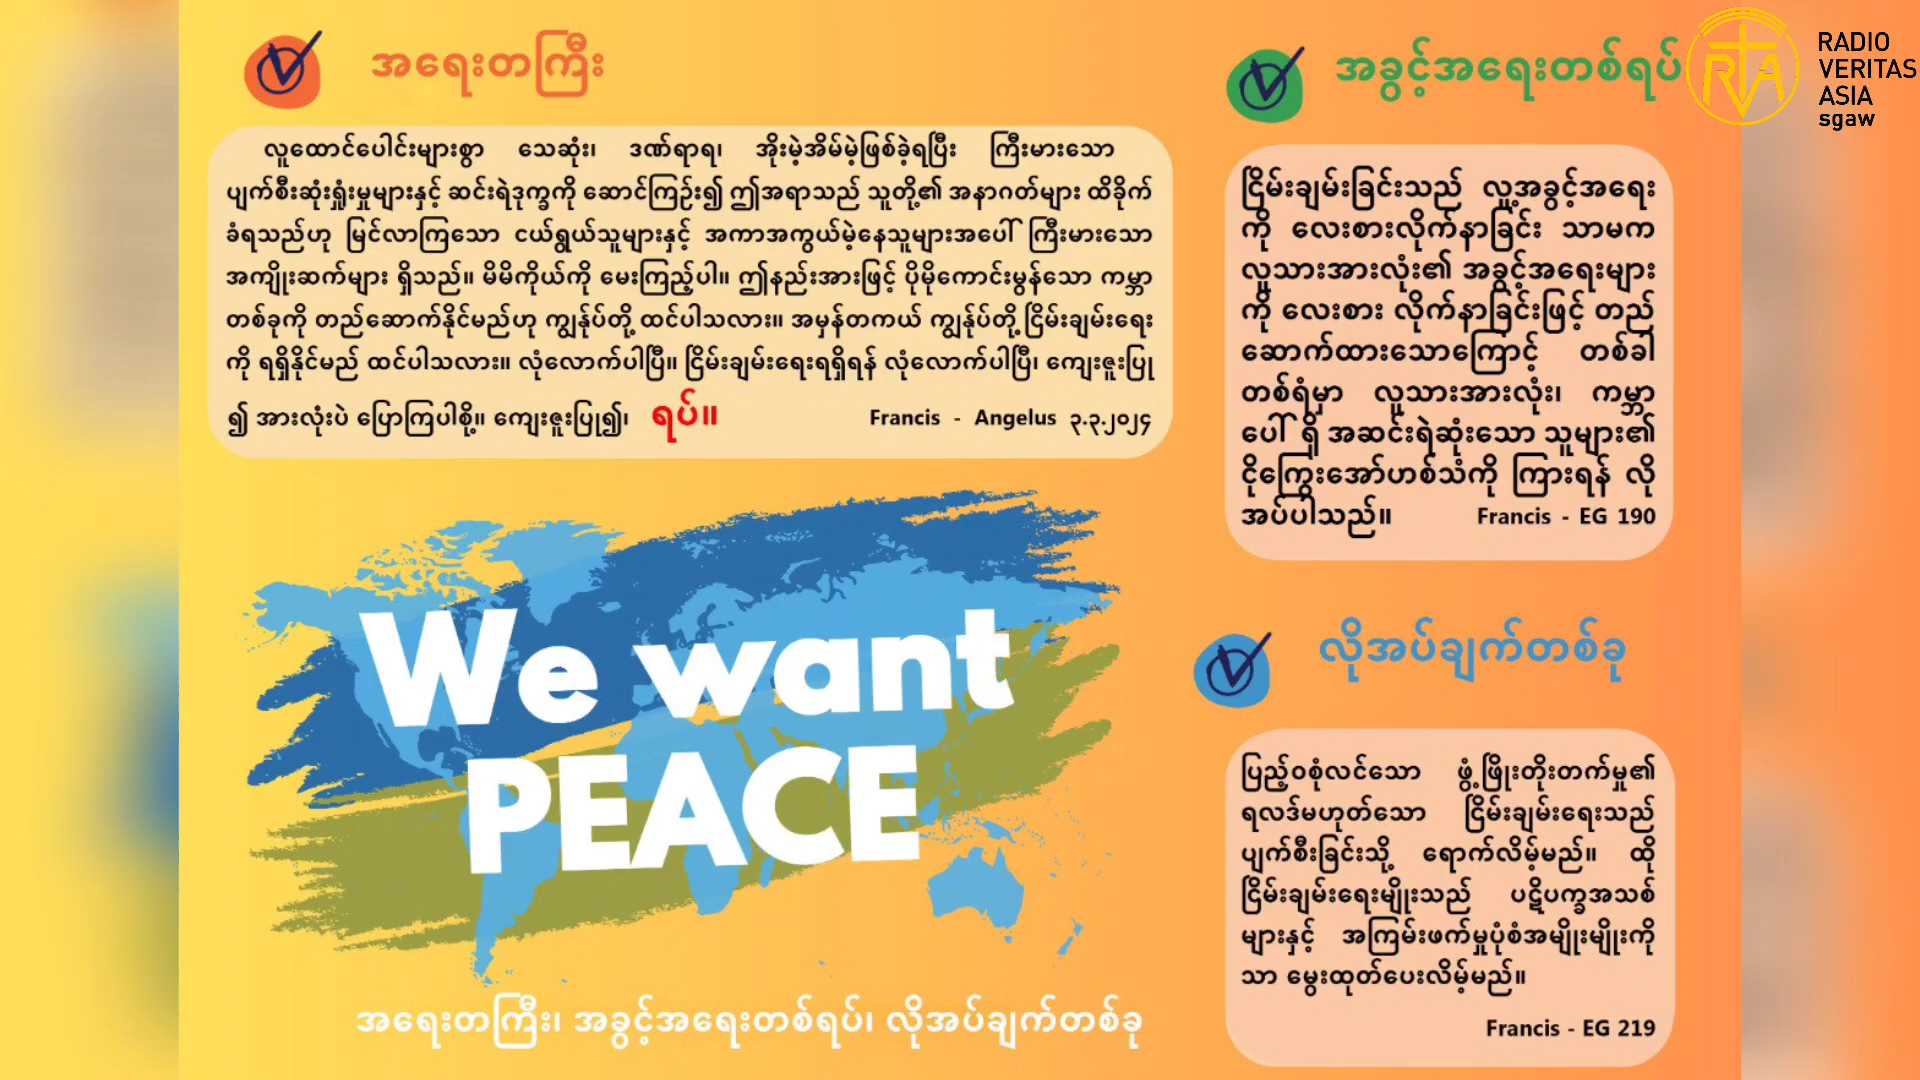 အရေးတကြီး
လူထောင်ပေါင်းများစွာ သေဆုံး၊ ဒဏ်ရာရ၊ အိုးမဲ့အိမ်မဲ့ဖြစ်ခဲ့ရပြီး ကြီးမားသော
ပျက်စီးဆုံးရှုံးမှုများနှင့် ဆင်းရဲဒုက္ခကို ဆောင်ကြဉ်း၍ ဤအရာသည် သူတို့၏ အနာဂတ်များ ထိခိုက်
ခံရသည်ဟု မြင်လာကြသော ငယ်ရွယ်သူများနှင့် အကာအကွယ်မဲ့နေသူများအပေါ် ကြီးမားသော
အကျိုးဆက်များ ရှိသည်။ မိမိကိုယ်ကို မေးကြည့်ပါ။ ဤနည်းအားဖြင့် ပိုမိုကောင်းမွန်သော ကမ္ဘာ
တစ်ခုကို တည်ဆောက်နိုင်မည်ဟု ကျွန်ုပ်တို့ ထင်ပါသလား။ အမှန်တကယ် ကျွန်ုပ်တို့ ငြိမ်းချမ်းရေး
ကို ရရှိနိုင်မည် ထင်ပါသလား။ လုံလောက်ပါပြီ။ ငြိမ်းချမ်းရေးရရှိရန် လုံလောက်ပါပြီ၊ ကျေးဇူးပြု
၍ အားလုံးပဲ ပြောကြပါစို့။ ကျေးဇူးပြု၍၊ ရပ်။ Francis - Angelus ၃.၃.၂၀၂၄
We want
PEACE
အရေးတကြီး၊ အခွင့်အရေးတစ်ရပ်၊ လိုအပ်ချက်တစ်ခု
အခွင့်အရေးတစ်ရပ်
ငြိမ်းချမ်းခြင်းသည် လူ့အခွင့်အရေး
ကို လေးစားလိုက်နာခြင်း သာမက
လူသားအားလုံး၏ အခွင့်အရေးများ
ကို လေးစား လိုက်နာခြင်းဖြင့် တည်
ဆောက်ထားသောကြောင့် တစ်ခါ
တစ်ရံမှာ လူသားအားလုံး၊ ကမ္ဘာ
ပေါ် ရှိ အဆင်းရဲဆုံးသော သူများ၏
ငိုကြွေးအော်ဟစ်သံကို ကြားရန် လို
အပ်ပါသည်။ Francis - EG 190
လိုအပ်ချက်တစ်ခု
ပြည့်ဝစုံလင်သော ဖွံ့ဖြိုးတိုးတက်မှု၏
ရလဒ်မဟုတ်သော ငြိမ်းချမ်းရေးသည်
ပျက်စီးခြင်းသို့ ရောက်လိမ့်မည်။ ထို
ငြိမ်းချမ်းရေးမျိုးသည် ပဋိပက္ခအသစ်
များနှင့် အကြမ်းဖက်မှုပုံစံအမျိုးမျိုးကို
သာ မွေးထုတ်ပေးလိမ့်မည်။
Francis - EG 219
RVA
RADIO
VERITAS
ASIA
sgaw